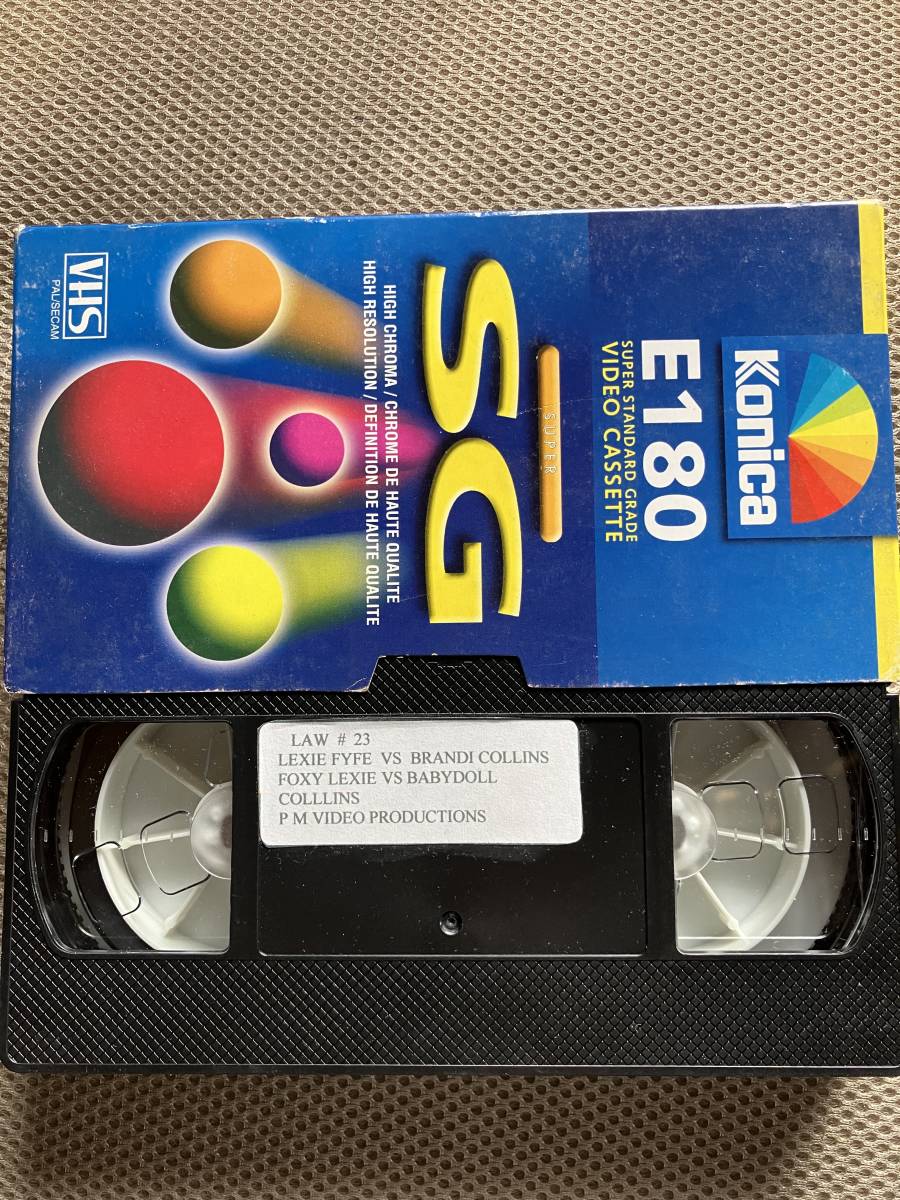 Konica
E180
SUPER STANDARD GRADE
VIDEO CASSETTE
SUPER
SG
HIGH CHROMA / CHROME DE HAUTE QUALITE
HIGH RESOLUTION / DEFINITION DE HAUTE QUALITE
VHS
PAL/SECAM
LAW # 23
LEXIE FYFE VS BRANDI COLLINS
FOXY LEXIE VS BABYDOLL
COLLLINS
P M VIDEO PRODUCTIONS